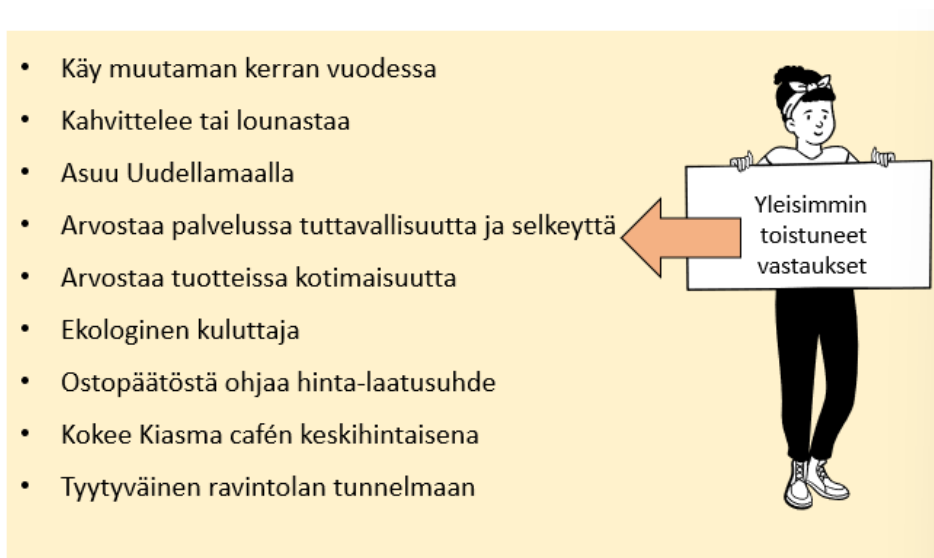 • Käy muutaman kerran vuodessa
• Kahvittelee tai lounastaa
• Asuu Uudellamaalla
• Arvostaa palvelussa tuttavallisuutta ja selkeyttä
• Arvostaa tuotteissa kotimaisuutta
• Ekologinen kuluttaja
• Ostopäätöstä ohjaa hinta-laatusuhde
• Kokee Kiasma cafén keskihintaisena
• Tyytyväinen ravintolan tunnelmaan
Yleisimmin
toistuneet
vastaukset